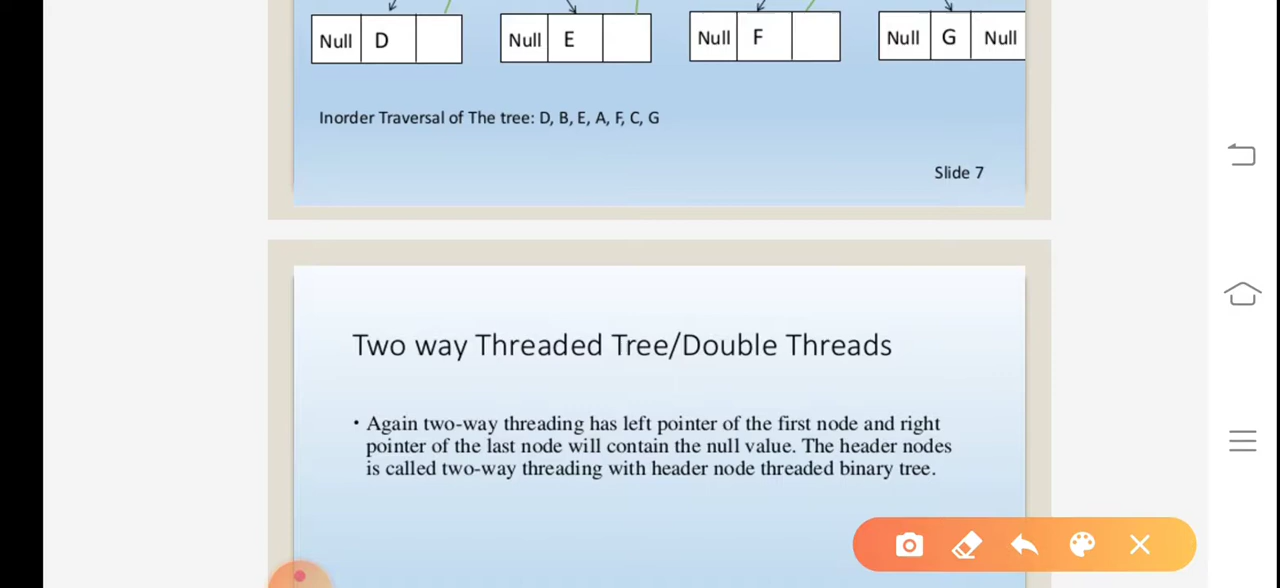 Null D Null E Null F Null G Null
Inorder Traversal of The tree: D, B, E, A, F, C, G
Slide 7
Two way Threaded Tree/Double Threads
• Again two-way threading has left pointer of the first node and right
pointer of the last node will contain the null value. The header nodes
is called two-way threading with header node threaded binary tree.